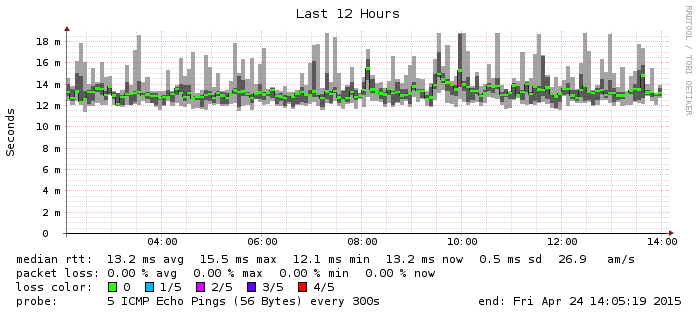 Last 12 Hours
RRDTOOL / TOBI OETIKER
Seconds
18 m
16 m
14 m
12 m
10 m
8 m
6 m
4 m
2 m
0
04:00 06:00 08:00 10:00 12:00 14:00
median rtt: 13.2 ms avg 15.5 ms max 12.1 ms min 13.2 ms now 0.5 ms sd 26.9 am/s
packet loss: 0.00 % avg 0.00 % max 0.00 % min 0.00 % now
loss color: 0 1/5 2/5 3/5 4/5
probe: 5 ICMP Echo Pings (56 Bytes) every 300s end: Fri Apr 24 14:05:19 2015